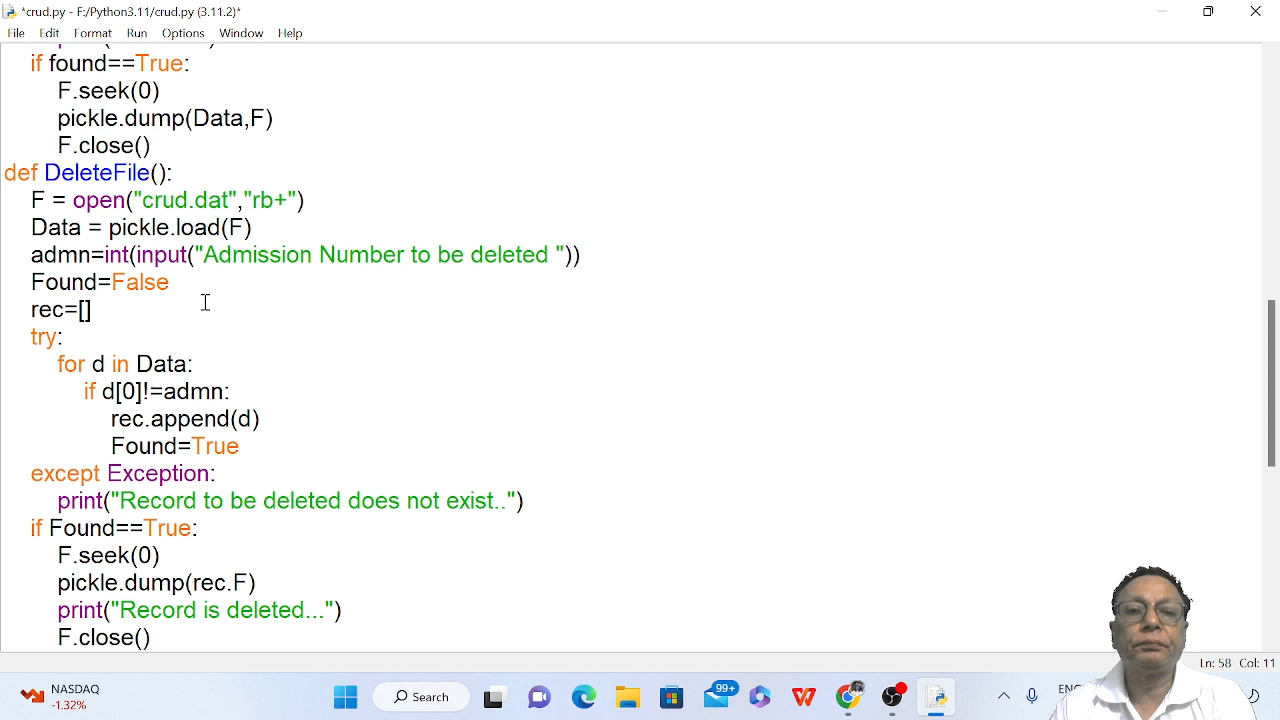 *crud.py - F:/Python3.11/crud.py (3.11.2)*
File Edit Format Run Options Window Help
if found==True:
F.seek(0)
pickle.dump(Data,F)
F.close()
def DeleteFile():
F = open("crud.dat","rb+")
Data = pickle.load(F)
admn=int(input("Admission Number to be deleted "))
Found=False
rec=[]
try:
for d in Data:
if d[0]!=admn:
rec.append(d)
Found=True
except Exception:
print("Record to be deleted does not exist..")
if Found==True:
F.seek(0)
pickle.dump(rec.F)
print("Record is deleted...")
F.close()
Ln: 58 Col: 11
NASDAQ
-1.32%
Search
99+